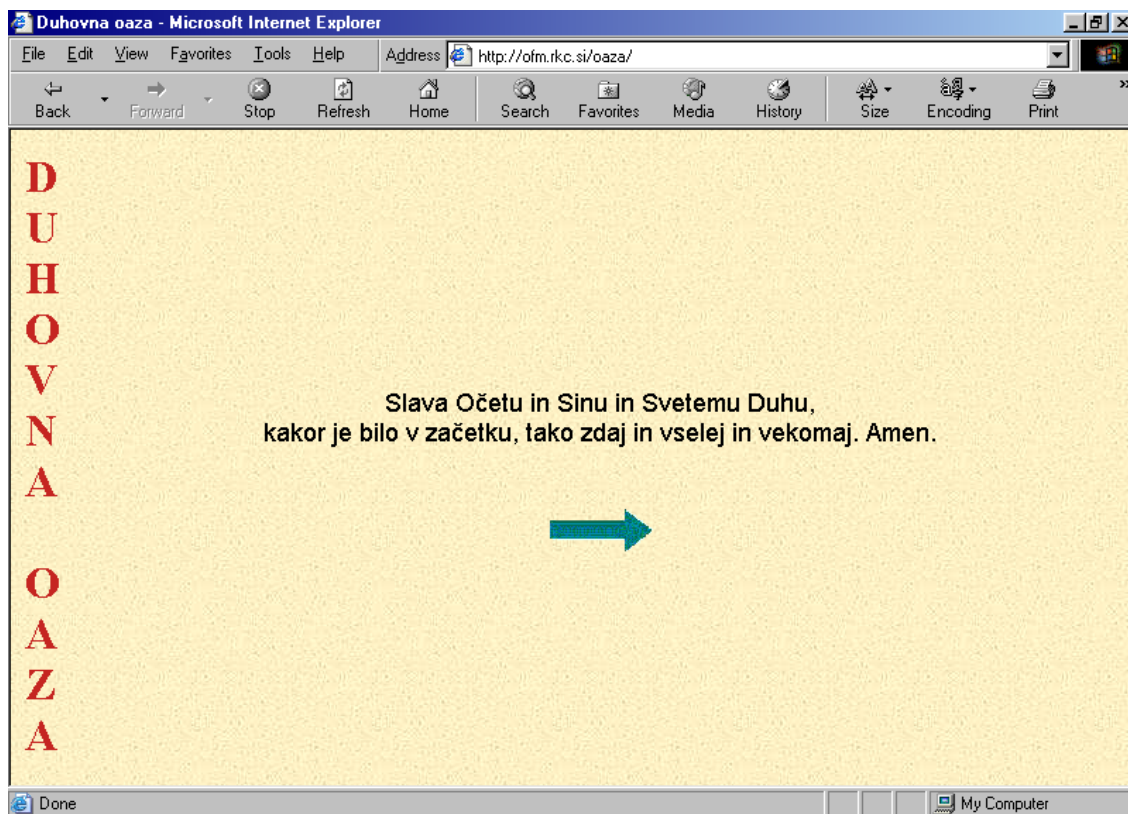 Duhovna oaza - Microsoft Internet Explorer
File Edit View Favorites Tools Help Address http://ofm.rkc.si/oaza/
Back Forward Stop Refresh Home Search Favorites Media History Size Encoding Print »
D
U
H
O
V
N
A
O
A
Z
A
Slava Očetu in Sinu in Svetemu Duhu,
kakor je bilo v začetku, tako zdaj in vselej in vekomaj. Amen.
Done My Computer